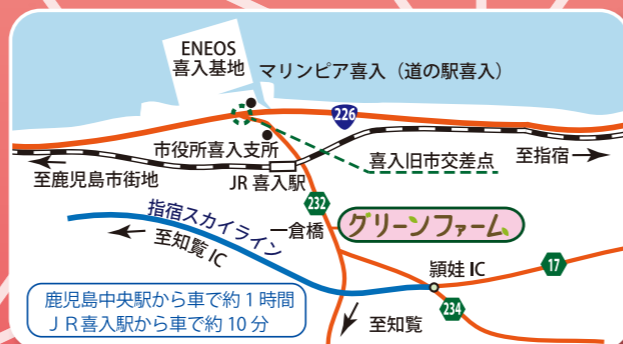 ENEOS
喜入基地
マリンピア喜入（道の駅喜入）
226
市役所喜入支所
喜入旧市交差点
至指宿
至鹿児島市街地
JR 喜入駅
232
指宿スカイライン
一倉橋
グリーンファーム
至知覧 IC
頴娃 IC
17
234
至知覧
鹿児島中央駅から車で約 1 時間
ＪＲ喜入駅から車で約 10 分